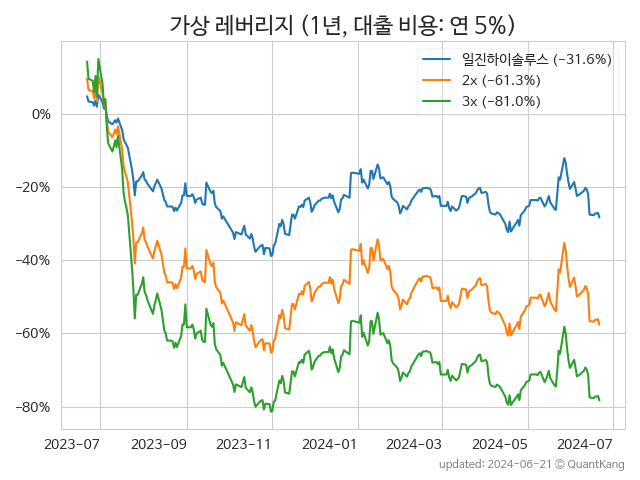 가상 레버리지 (1년, 대출 비용: 연 5%)
일진하이솔루스 (−31.6%)
2x (−61.3%)
3x (−81.0%)
0%
−20%
−40%
−60%
−80%
2023-07 2023-09 2023-11 2024-01 2024-03 2024-05 2024-07
updated: 2024-06-21 © QuantKang